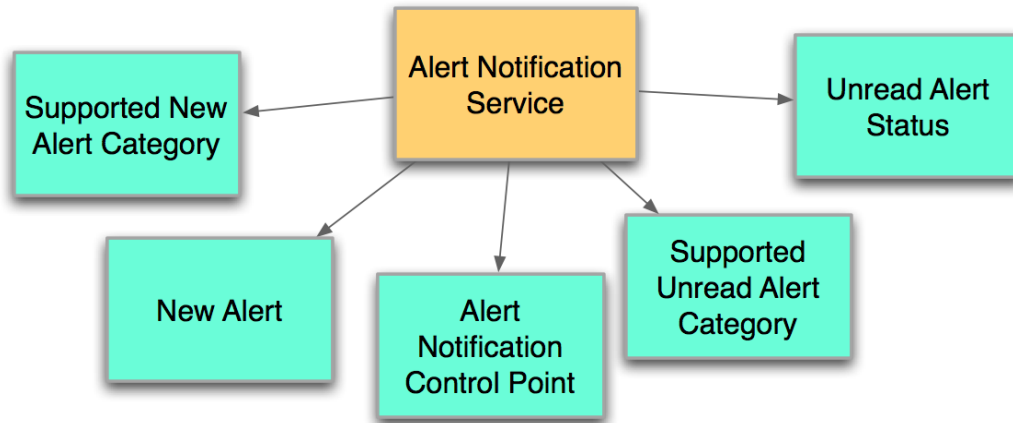 Alert Notification
Service
Supported New
Alert Category
Unread Alert
Status
New Alert
Alert
Notification
Control Point
Supported
Unread Alert
Category